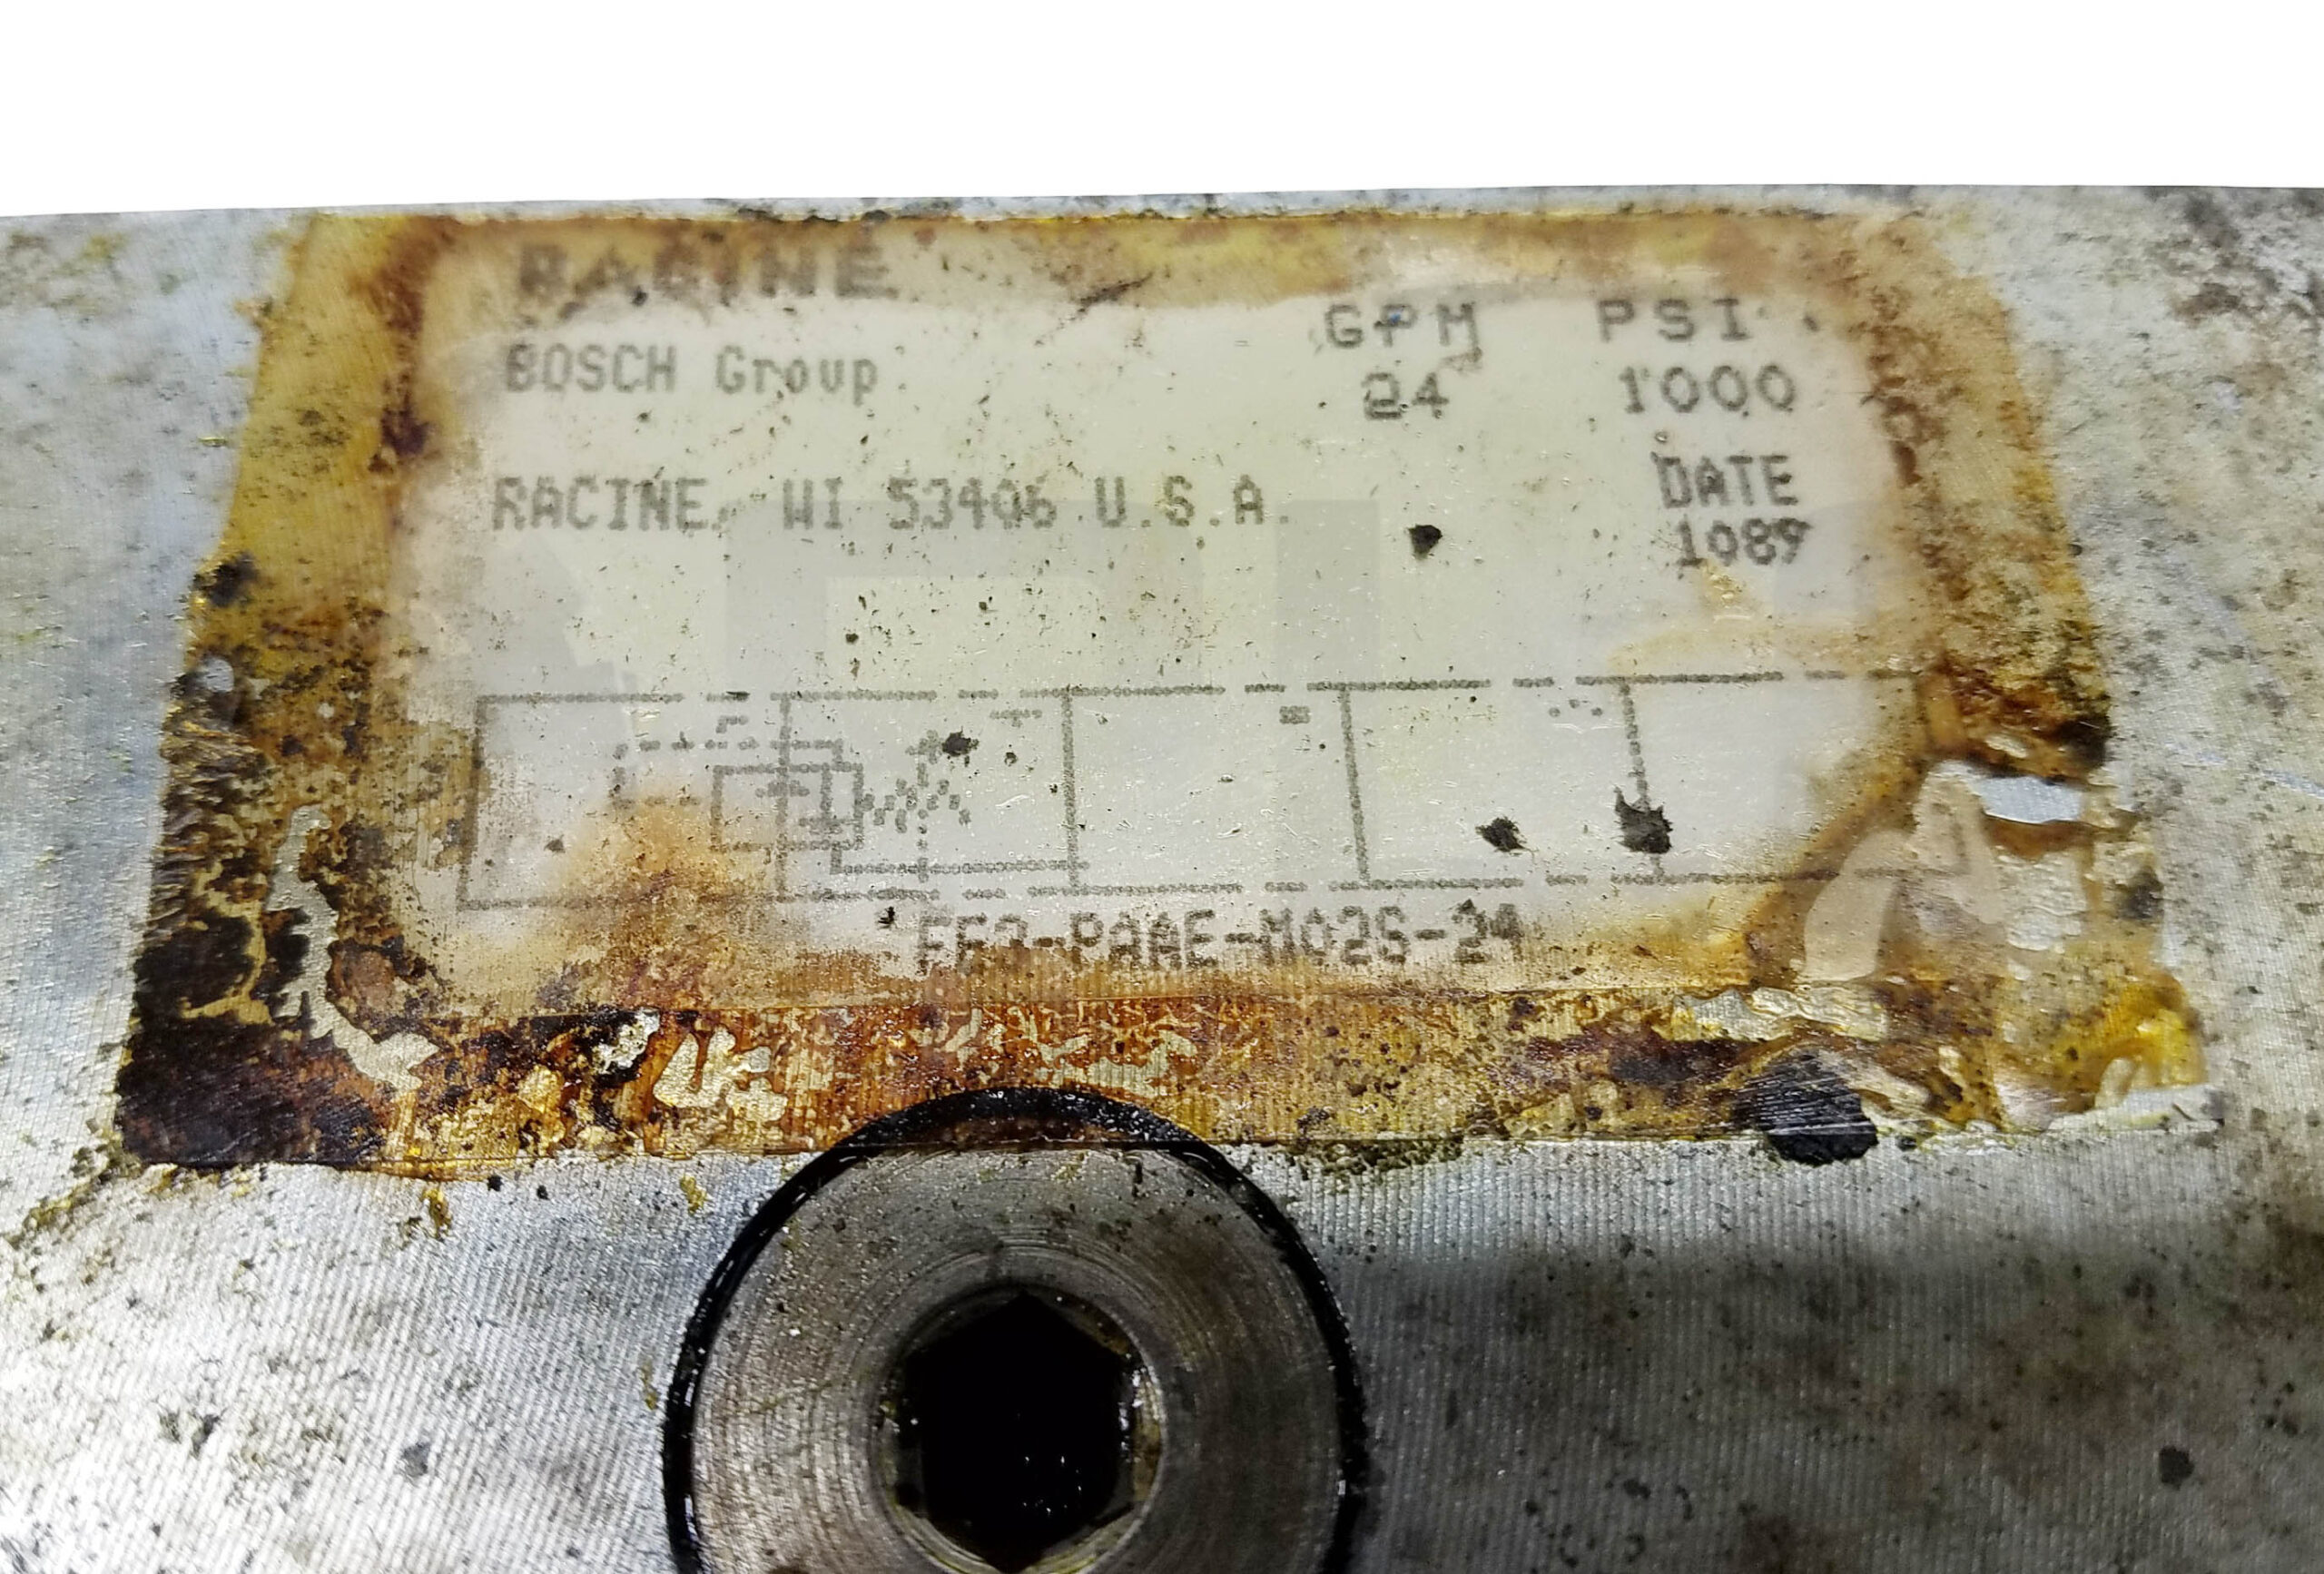 RACINE
BOSCH Group
GPM PSI
24 1000
RACINE, WI 53406 U.S.A.
DATE
1089